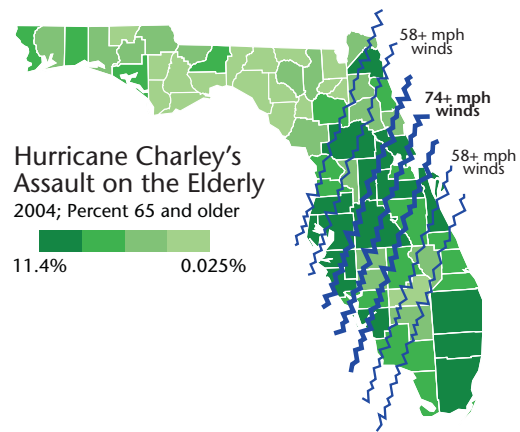 58+ mph
winds
74+ mph
winds
58+ mph
winds
Hurricane Charley's
Assault on the Elderly
2004; Percent 65 and older
11.4% 0.025%